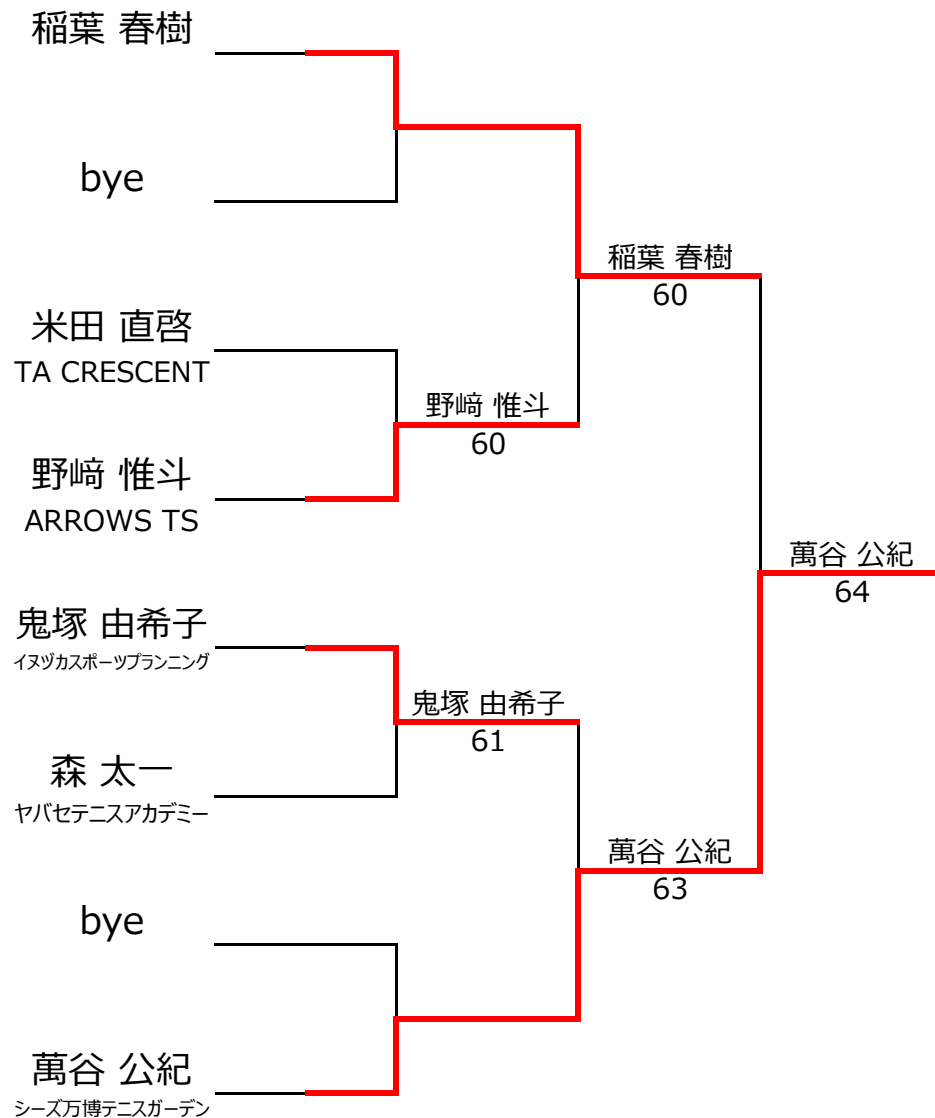 稲葉 春樹
bye
米田 直啓
TA CRESCENT
野﨑 惟斗
ARROWS TS
鬼塚 由希子
イヌヅカスポーツプランニング
森 太一
ヤバセテニスアカデミー
bye
萬谷 公紀
シーズ万博テニスガーデン
野﨑 惟斗
60
鬼塚 由希子
61
稲葉 春樹
60
萬谷 公紀
63
萬谷 公紀
64